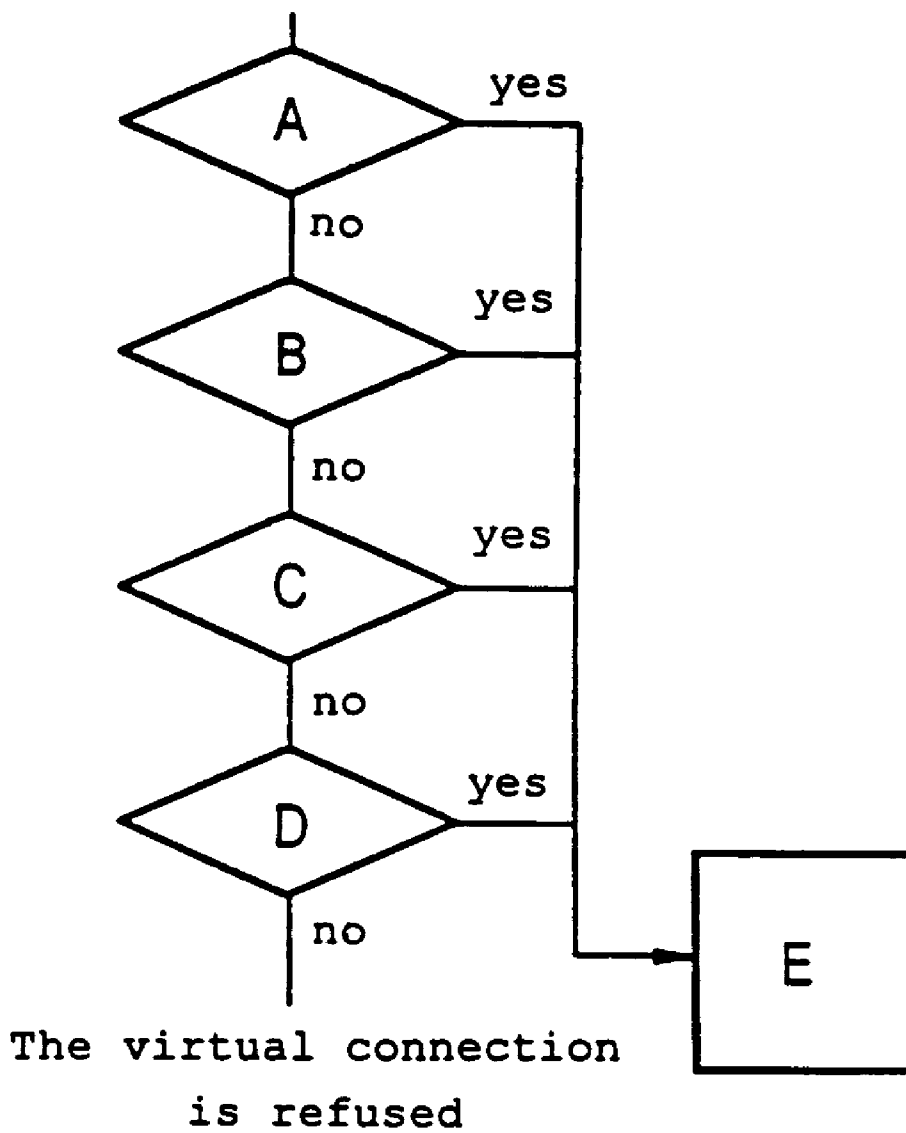 yes
A
no
yes
B
no
yes
C
no
yes
D
no
E
The virtual connection
is refused